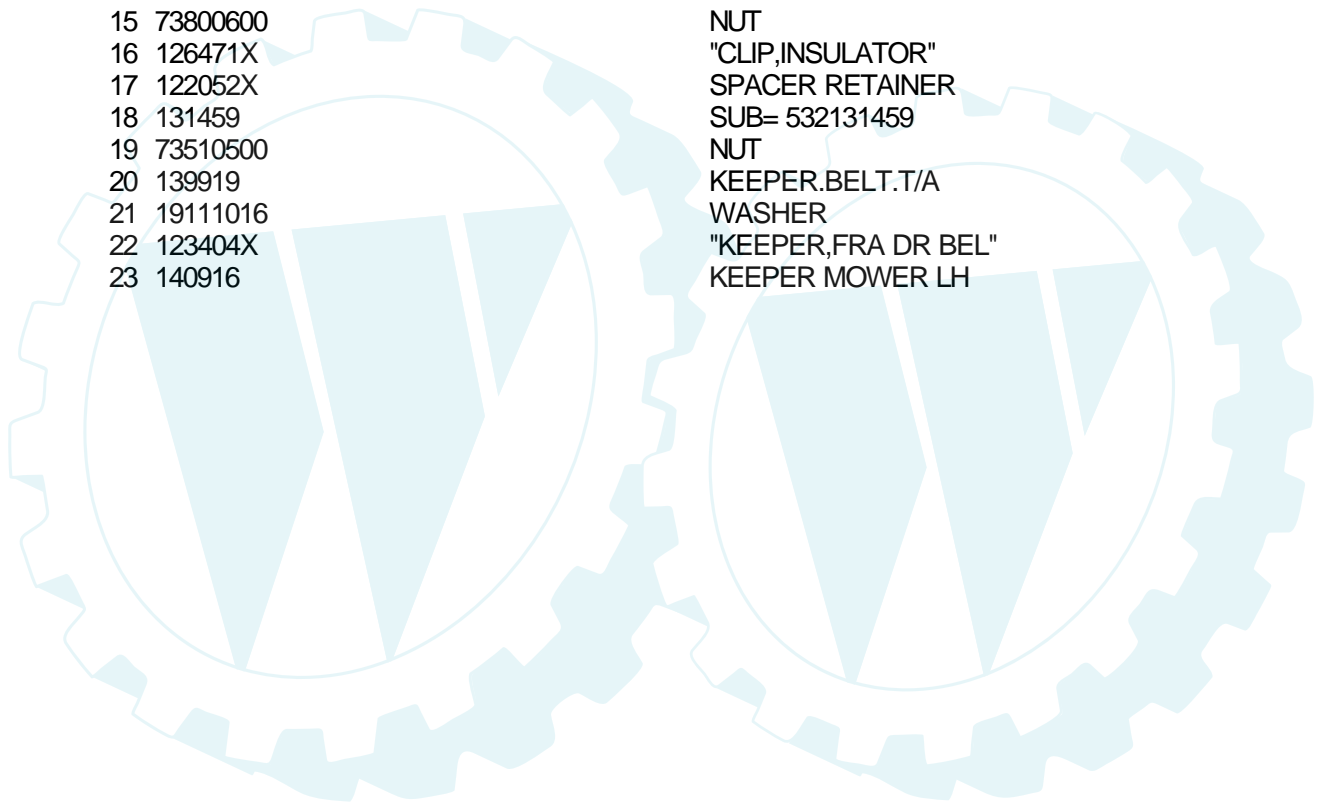 15 73800600 NUT
16 126471X "CLIP,INSULATOR"
17 122052X SPACER RETAINER
18 131459 SUB= 532131459
19 73510500 NUT
20 139919 KEEPER.BELT.T/A
21 19111016 WASHER
22 123404X "KEEPER,FRA DR BEL"
23 140916 KEEPER MOWER LH